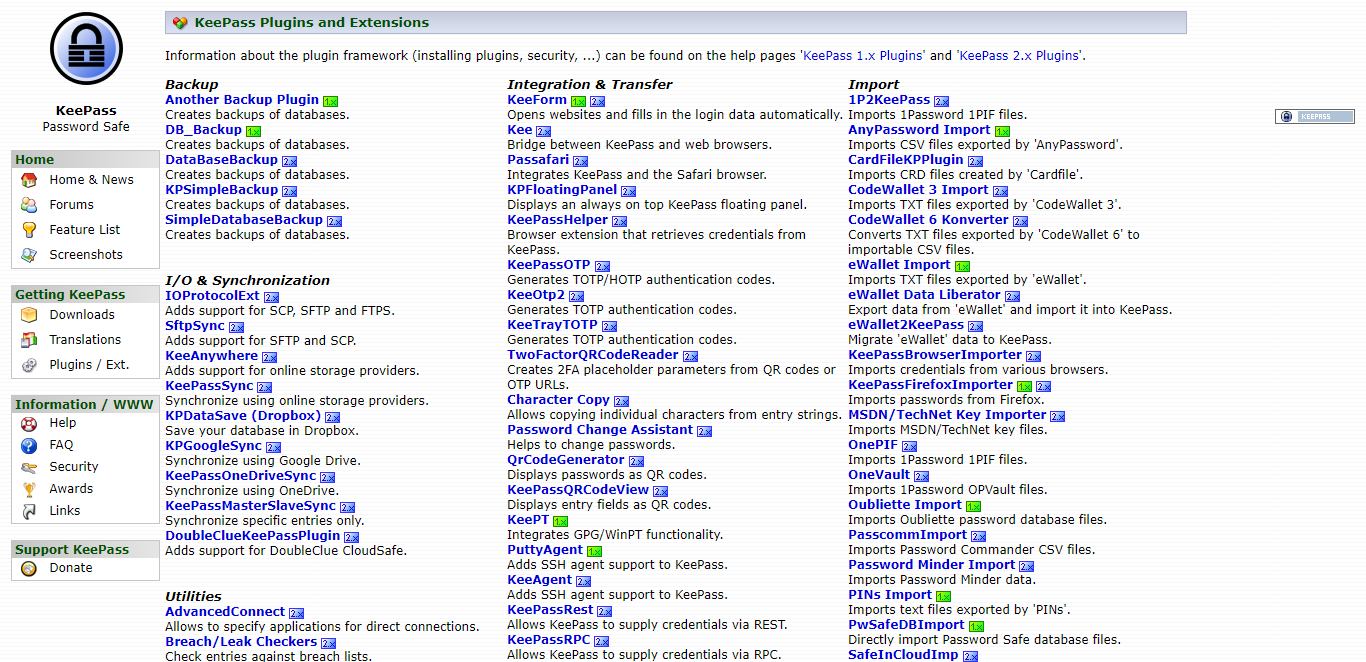 KeePass
Password Safe
Home
Home & News
Forums
Feature List
Screenshots
Getting KeePass
Downloads
Translations
Plugins / Ext.
Information / WWW
Help
FAQ
Security
Awards
Links
Support KeePass
Donate
KeePass Plugins and Extensions
Information about the plugin framework (installing plugins, security, ...) can be found on the help pages 'KeePass 1.x Plugins' and 'KeePass 2.x Plugins'.
Backup
Another Backup Plugin 1.x
Creates backups of databases.
DB_Backup 1.x
Creates backups of databases.
DataBaseBackup 2.x
Creates backups of databases.
KPSimpleBackup 2.x
Creates backups of databases.
SimpleDatabaseBackup 2.x
Creates backups of databases.
I/O & Synchronization
IOProtocolExt 2.x
Adds support for SCP, SFTP and FTPS.
SftpSync 2.x
Adds support for SFTP and SCP.
KeeAnywhere 2.x
Adds support for online storage providers.
KeePassSync 2.x
Synchronize using online storage providers.
KPDataSave (Dropbox) 2.x
Save your database in Dropbox.
KPGoogleSync 2.x
Synchronize using Google Drive.
KeePassOneDriveSync 2.x
Synchronize using OneDrive.
KeePassMasterSlaveSync 2.x
Synchronize specific entries only.
DoubleClueKeePassPlugin 2.x
Adds support for DoubleClue CloudSafe.
Utilities
AdvancedConnect 2.x
Allows to specify applications for direct connections.
Breach/Leak Checkers 2.x
Check entries against breach lists.
Integration & Transfer
KeeForm 1.x 2.x
Opens websites and fills in the login data automatically.
Kee 2.x
Bridge between KeePass and web browsers.
Passafari 2.x
Integrates KeePass and the Safari browser.
KPFloatingPanel 2.x
Displays an always on top KeePass floating panel.
KeePassHelper 2.x
Browser extension that retrieves credentials from
KeePass.
KeePassOTP 2.x
Generates TOTP/HOTP authentication codes.
KeeOtp2 2.x
Generates TOTP authentication codes.
KeeTrayTOTP 2.x
Generates TOTP authentication codes.
TwoFactorQRCodeReader 2.x
Creates 2FA placeholder parameters from QR codes or
OTP URLs.
Character Copy 2.x
Allows copying individual characters from entry strings.
Password Change Assistant 2.x
Helps to change passwords.
QrCodeGenerator 2.x
Displays passwords as QR codes.
KeePassQRCodeView 2.x
Displays entry fields as QR codes.
KeePT 1.x
Integrates GPG/WinPT functionality.
PuttyAgent 1.x
Adds SSH agent support to KeePass.
KeeAgent 2.x
Adds SSH agent support to KeePass.
KeePassRest 2.x
Allows KeePass to supply credentials via REST.
KeePassRPC 2.x
Allows KeePass to supply credentials via RPC.
Import
1P2KeePass 2.x
Imports 1Password 1PIF files.
AnyPassword Import 1.x
Imports CSV files exported by 'AnyPassword'.
CardFileKPPlugin 2.x
Imports CRD files created by 'Cardfile'.
CodeWallet 3 Import 2.x
Imports TXT files exported by 'CodeWallet 3'.
CodeWallet 6 Konverter 2.x
Converts TXT files exported by 'CodeWallet 6' to
importable CSV files.
eWallet Import 1.x
Imports TXT files exported by 'eWallet'.
eWallet Data Liberator 2.x
Export data from 'eWallet' and import it into KeePass.
eWallet2KeePass 2.x
Migrate 'eWallet' data to KeePass.
KeePassBrowserImporter 2.x
Imports credentials from various browsers.
KeePassFirefoxImporter 1.x 2.x
Imports passwords from Firefox.
MSDN/TechNet Key Importer 2.x
Imports MSDN/TechNet key files.
OnePIF 2.x
Imports 1Password 1PIF files.
OneVault 2.x
Imports 1Password OPVault files.
Oubliette Import 1.x
Imports Oubliette password database files.
PasscommImport 2.x
Imports Password Commander CSV files.
Password Minder Import 2.x
Imports Password Minder data.
PINs Import 1.x
Imports text files exported by 'PINs'.
PwSafeDBImport 1.x
Directly import Password Safe database files.
SafeInCloudImp 2.x
KEEPASS